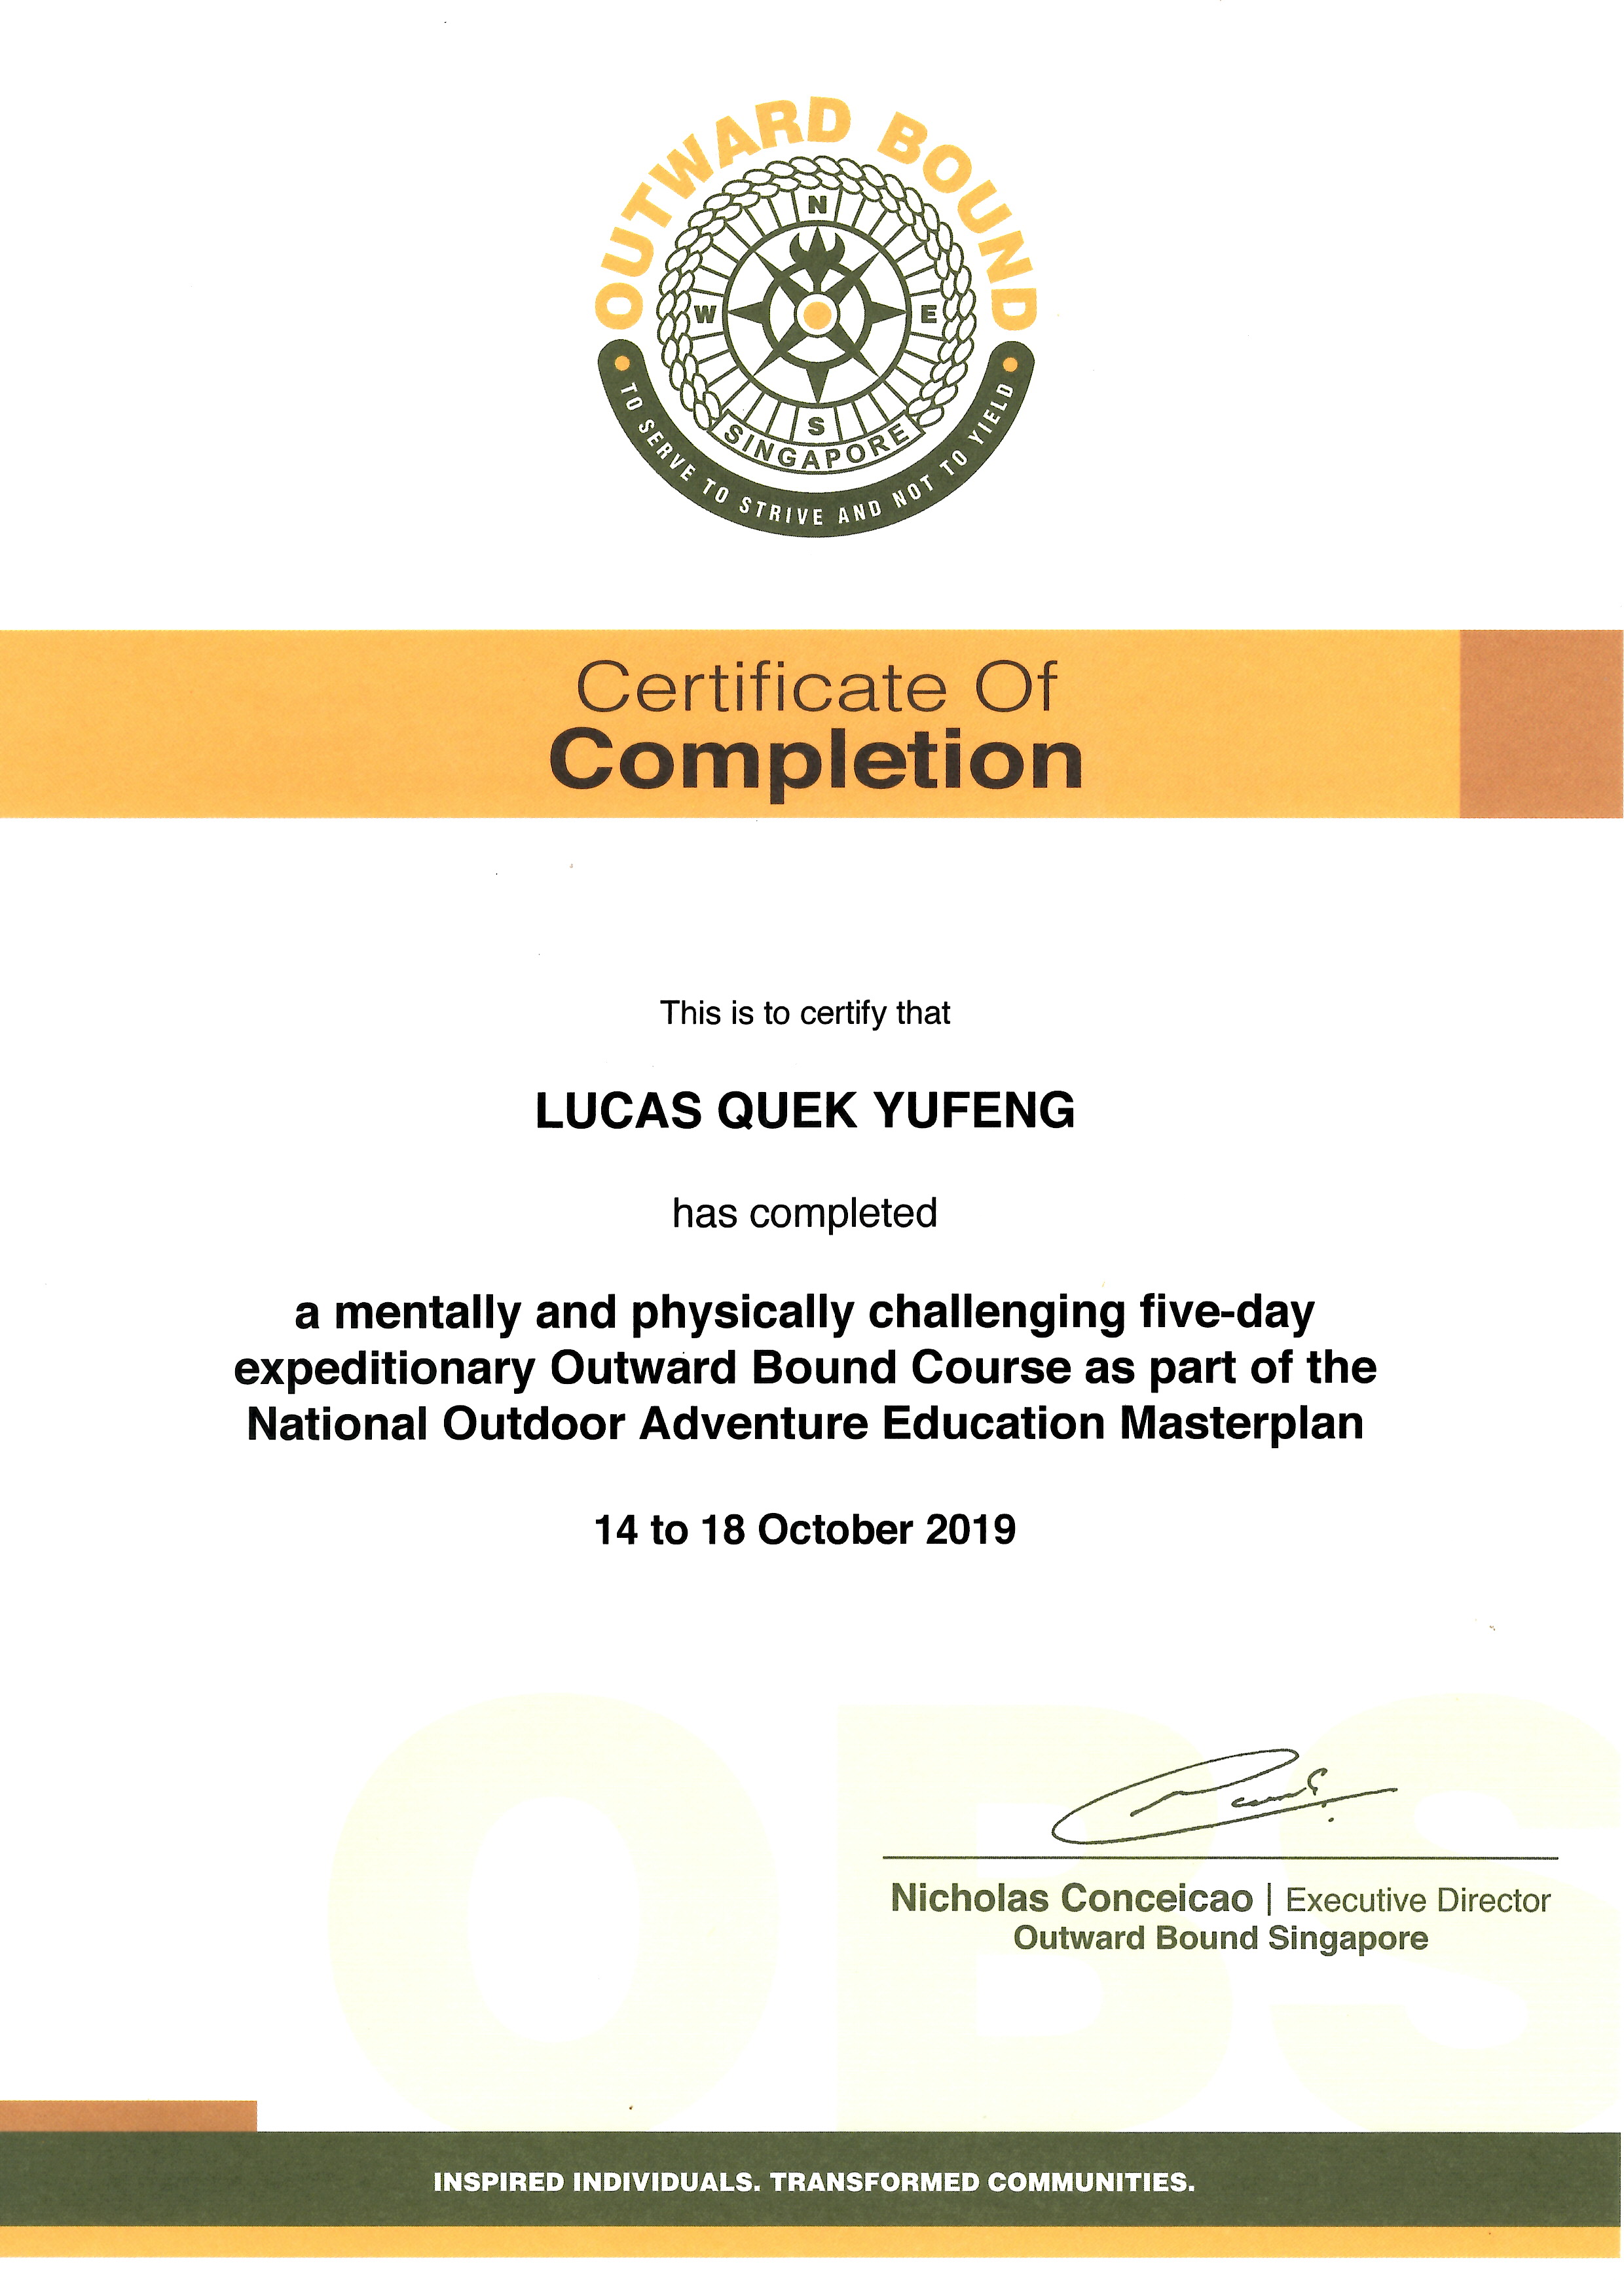 OUTWARD BOUND
N
W
E
S
SINGAPORE
TO SERVE TO STRIVE AND NOT TO YIELD
Certificate Of
Completion
This is to certify that
LUCAS QUEK YUFENG
has completed
a mentally and physically challenging five-day
expeditionary Outward Bound Course as part of the
National Outdoor Adventure Education Masterplan
14 to 18 October 2019
OBS
Nicholas Conceicao | Executive Director
Outward Bound Singapore
INSPIRED INDIVIDUALS. TRANSFORMED COMMUNITIES.